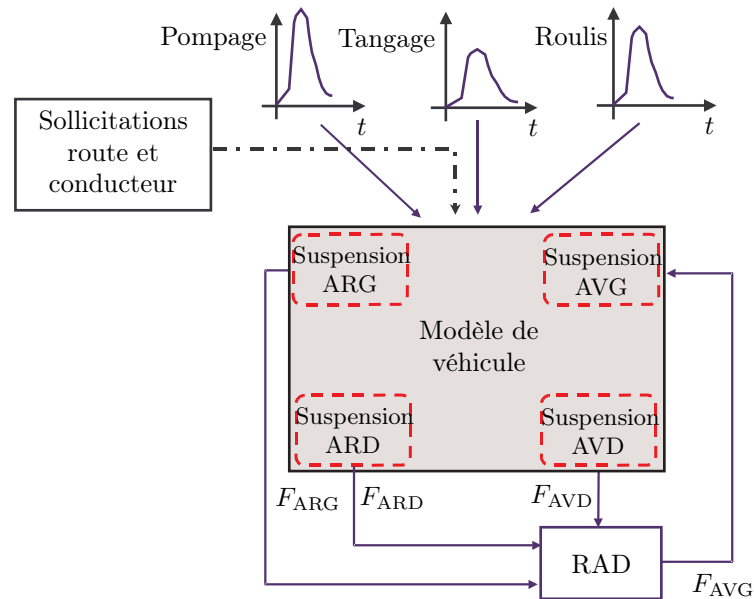 Pompage
Tangage
Roulis
t
t
t
Sollicitations
route et
conducteur
Suspension
ARG
Suspension
AVG
Modèle de
véhicule
Suspension
ARD
Suspension
AVD
F_ARG
F_ARD
F_AVD
RAD
F_AVG